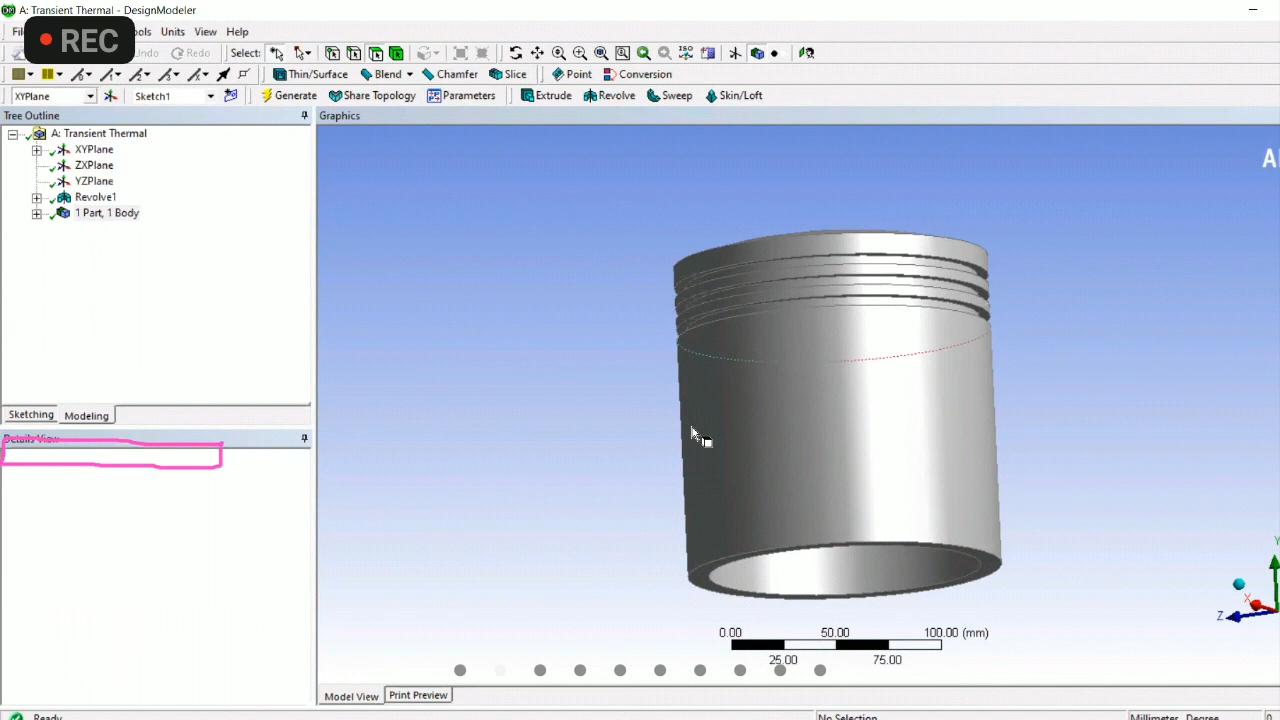 A: Transient Thermal - DesignModeler
REC
Units View Help
Undo Redo Select:
Thin/Surface Blend Chamfer Slice Point Conversion
XYPlane Sketch1 Generate Share Topology Parameters Extrude Revolve Sweep Skin/Loft
Tree Outline
Graphics
A: Transient Thermal
XYPlane
ZXPlane
YZPlane
Revolve1
1 Part, 1 Body
Sketching Modeling
Details View
0.00 50.00 100.00 (mm)
25.00 75.00
Y
X
Z
Model View Print Preview
Ready No Selection Millimeter, Degree 0